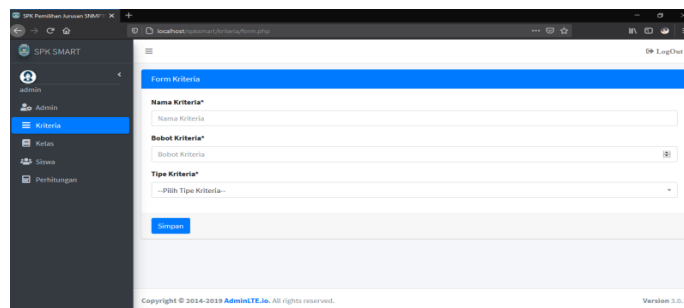 SPK Pemilihan Jurusan SNMPT
localhost/spksmart/kriteria/form.php
SPK SMART
LogOut
admin
Admin
Kriteria
Kelas
Siswa
Perhitungan
Form Kriteria
Nama Kriteria*
Nama Kriteria
Bobot Kriteria*
Bobot Kriteria
Tipe Kriteria*
--Pilih Tipe Kriteria--
Simpan
Copyright © 2014-2019 AdminLTE.io. All rights reserved.
Version 3.0.